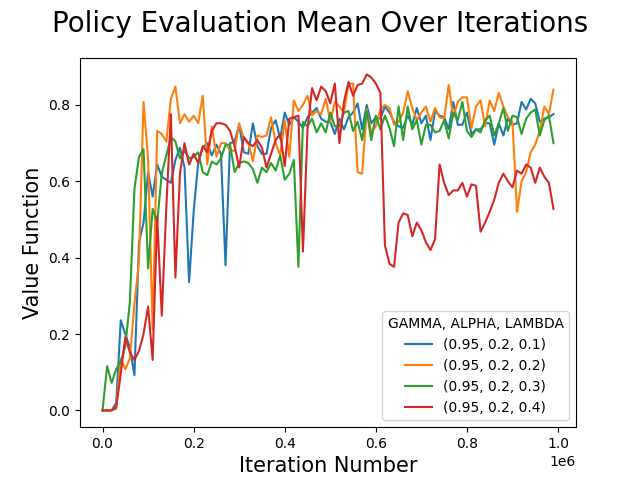 Policy Evaluation Mean Over Iterations
Value Function
0.8
0.6
0.4
0.2
0.0
GAMMA, ALPHA, LAMBDA
(0.95, 0.2, 0.1)
(0.95, 0.2, 0.2)
(0.95, 0.2, 0.3)
(0.95, 0.2, 0.4)
0.0 0.2 0.4 0.6 0.8 1.0
1e6
Iteration Number